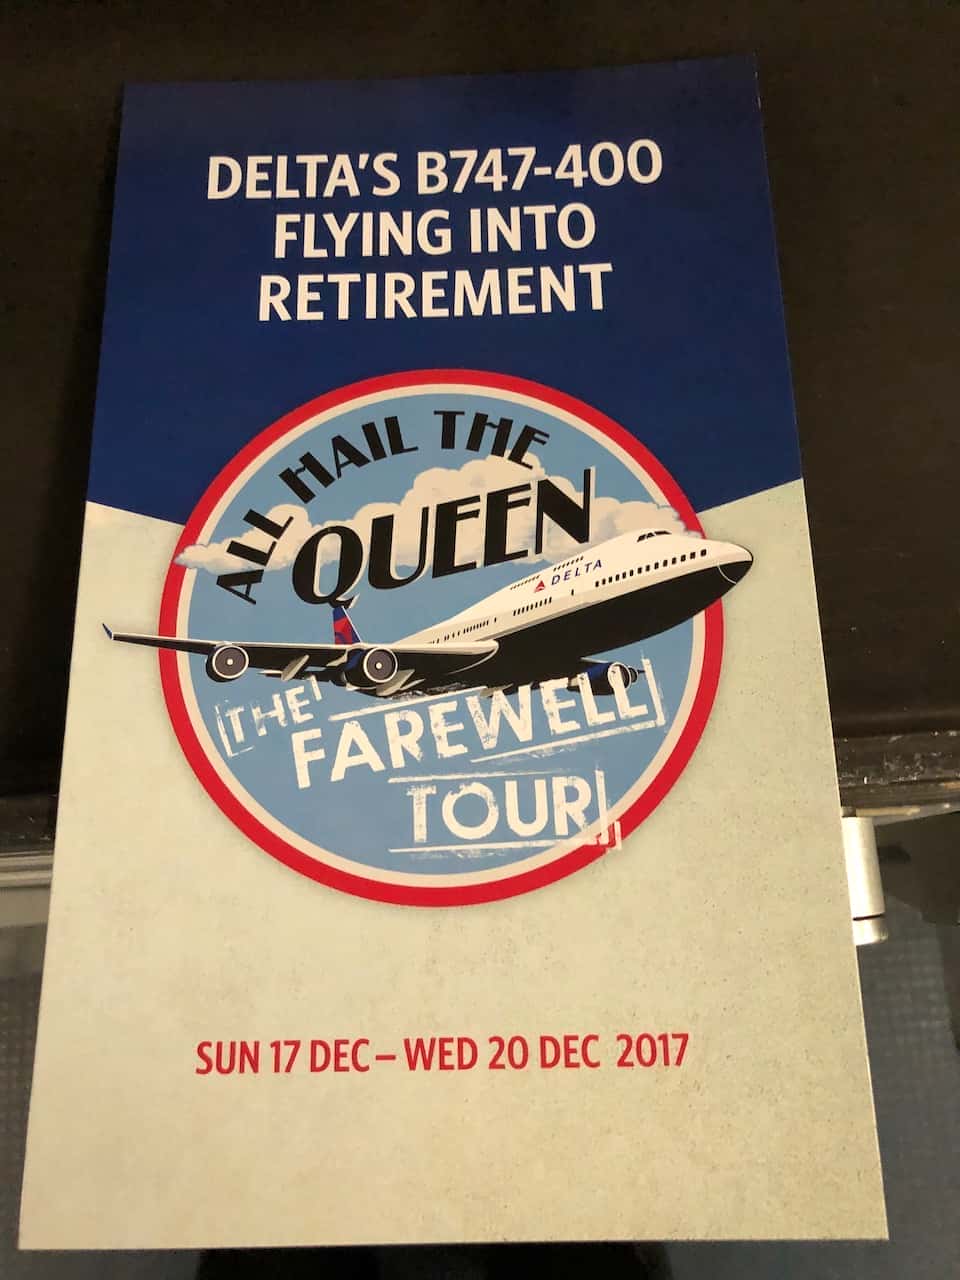 DELTA'S B747-400
FLYING INTO
RETIREMENT
ALL HAIL THE
QUEEN
DELTA
THE
FAREWELL
TOUR
SUN 17 DEC – WED 20 DEC 2017